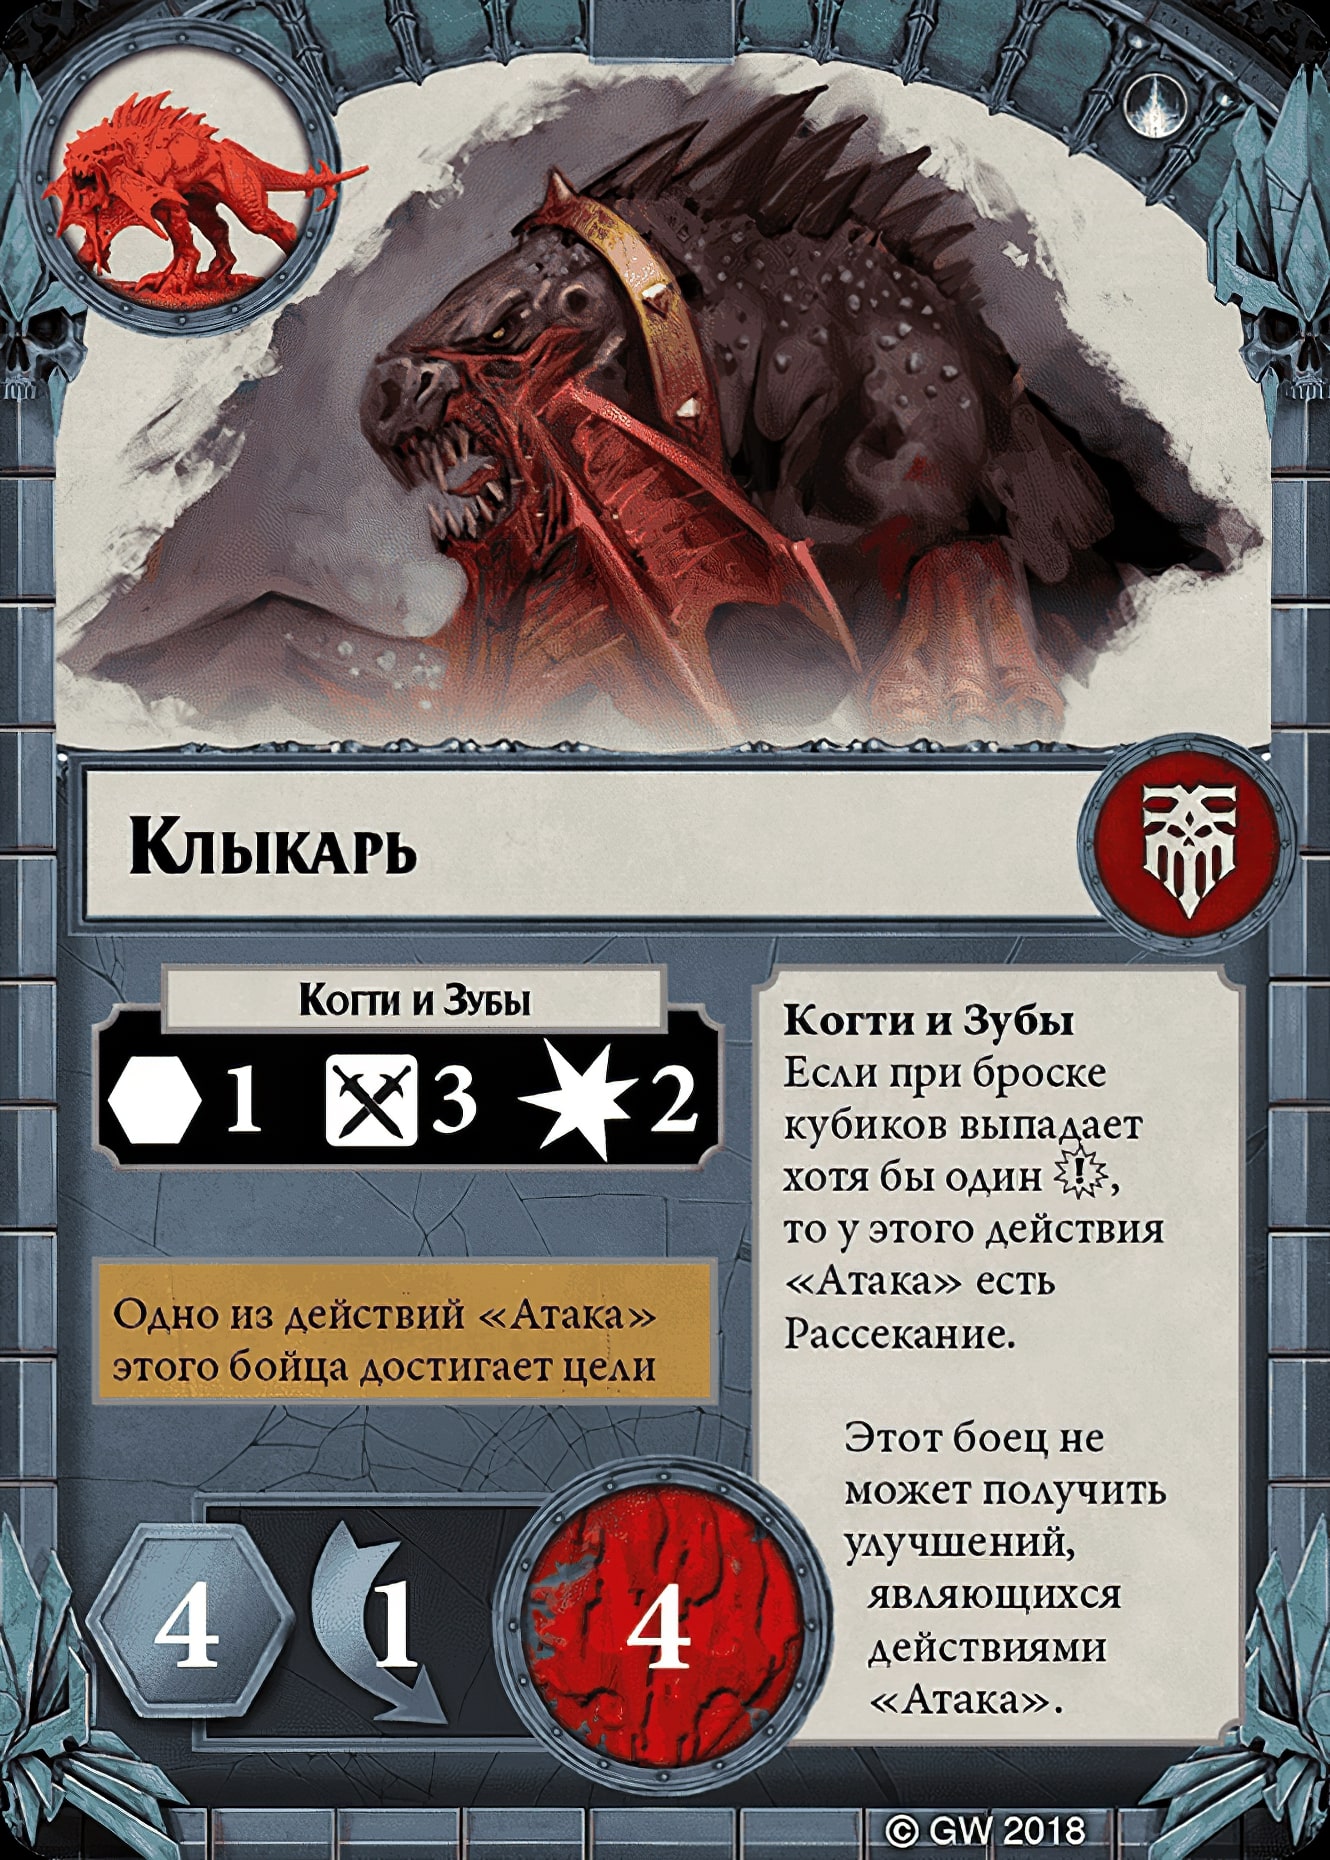 Клыкарь
Когти и Зубы
1 3 2
Одно из действий «Атака»
этого бойца достигает цели
4 1 4
Когти и Зубы
Если при броске
кубиков выпадает
хотя бы один !,
то у этого действия
«Атака» есть
Рассекание.
Этот боец не
может получить
улучшений,
являющихся
действиями
«Атака».
© GW 2018